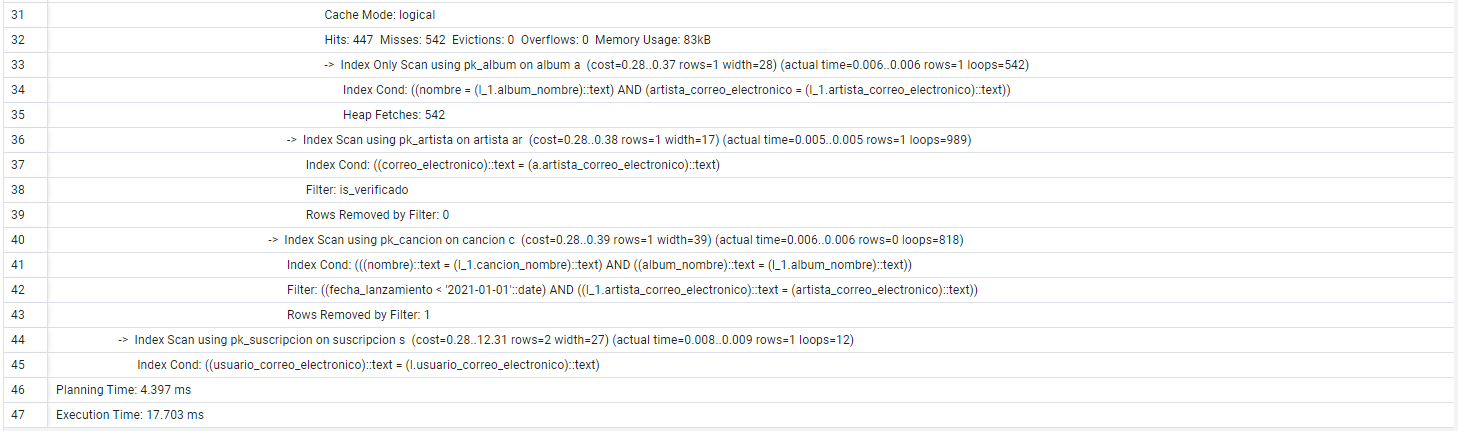 31 Cache Mode: logical
32 Hits: 447 Misses: 542 Evictions: 0 Overflows: 0 Memory Usage: 83kB
33 -> Index Only Scan using pk_album on album a (cost=0.28..0.37 rows=1 width=28) (actual time=0.006..0.006 rows=1 loops=542)
34 Index Cond: ((nombre = (l_1.album_nombre)::text) AND (artista_correo_electronico = (l_1.artista_correo_electronico)::text))
35 Heap Fetches: 542
36 -> Index Scan using pk_artista on artista ar (cost=0.28..0.38 rows=1 width=17) (actual time=0.005..0.005 rows=1 loops=989)
37 Index Cond: ((correo_electronico)::text = (a.artista_correo_electronico)::text)
38 Filter: is_verificado
39 Rows Removed by Filter: 0
40 -> Index Scan using pk_cancion on cancion c (cost=0.28..0.39 rows=1 width=39) (actual time=0.006..0.006 rows=0 loops=818)
41 Index Cond: (((nombre)::text = (l_1.cancion_nombre)::text) AND ((album_nombre)::text = (l_1.album_nombre)::text))
42 Filter: ((fecha_lanzamiento < '2021-01-01'::date) AND ((l_1.artista_correo_electronico)::text = (artista_correo_electronico)::text))
43 Rows Removed by Filter: 1
44 -> Index Scan using pk_suscripcion on suscripcion s (cost=0.28..12.31 rows=2 width=27) (actual time=0.008..0.009 rows=1 loops=12)
45 Index Cond: ((usuario_correo_electronico)::text = (l.usuario_correo_electronico)::text)
46 Planning Time: 4.397 ms
47 Execution Time: 17.703 ms